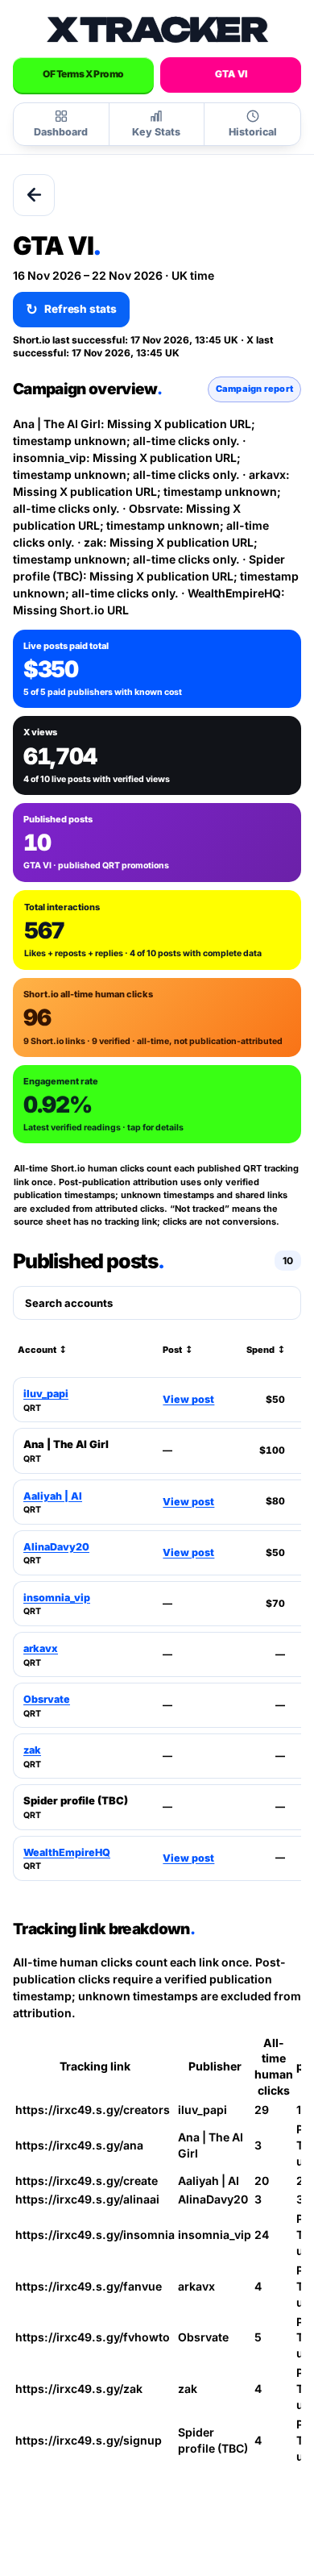 X TRACKER
OF Terms X Promo
GTA VI
Dashboard
Key Stats
Historical
GTA VI.
16 Nov 2026 – 22 Nov 2026 · UK time
↻ Refresh stats
Short.io last successful: 17 Nov 2026, 13:45 UK · X last
successful: 17 Nov 2026, 13:45 UK
Campaign overview.
Campaign report
Ana | The AI Girl: Missing X publication URL;
timestamp unknown; all-time clicks only. ·
insomnia_vip: Missing X publication URL;
timestamp unknown; all-time clicks only. · arkavx:
Missing X publication URL; timestamp unknown;
all-time clicks only. · Obsrvate: Missing X
publication URL; timestamp unknown; all-time
clicks only. · zak: Missing X publication URL;
timestamp unknown; all-time clicks only. · Spider
profile (TBC): Missing X publication URL; timestamp
unknown; all-time clicks only. · WealthEmpireHQ:
Missing Short.io URL
Live posts paid total
$350
5 of 5 paid publishers with known cost
X views
61,704
4 of 10 live posts with verified views
Published posts
10
GTA VI · published QRT promotions
Total interactions
567
Likes + reposts + replies · 4 of 10 posts with complete data
Short.io all-time human clicks
96
9 Short.io links · 9 verified · all-time, not publication-attributed
Engagement rate
0.92%
Latest verified readings · tap for details
All-time Short.io human clicks count each published QRT tracking
link once. Post-publication attribution uses only verified
publication timestamps; unknown timestamps and shared links
are excluded from attributed clicks. “Not tracked” means the
source sheet has no tracking link; clicks are not conversions.
Published posts.
10
Search accounts
Account ↕ Post ↕ Spend ↕
iluv_papi
QRT
View post
$50
Ana | The AI Girl
QRT
—
$100
Aaliyah | AI
QRT
View post
$80
AlinaDavy20
QRT
View post
$50
insomnia_vip
QRT
—
$70
arkavx
QRT
—
—
Obsrvate
QRT
—
—
zak
QRT
—
—
Spider profile (TBC)
QRT
—
—
WealthEmpireHQ
QRT
View post
—
Tracking link breakdown.
All-time human clicks count each link once. Post-
publication clicks require a verified publication
timestamp; unknown timestamps are excluded from
attribution.
Tracking link
Publisher
All-
time
human
clicks
https://irxc49.s.gy/creators iluv_papi 29
https://irxc49.s.gy/ana
Ana | The AI
Girl
3
https://irxc49.s.gy/create Aaliyah | AI 20
https://irxc49.s.gy/alinaai AlinaDavy20 3
https://irxc49.s.gy/insomnia insomnia_vip 24
https://irxc49.s.gy/fanvue arkavx 4
https://irxc49.s.gy/fvhowto Obsrvate 5
https://irxc49.s.gy/zak zak 4
https://irxc49.s.gy/signup
Spider
profile (TBC)
4